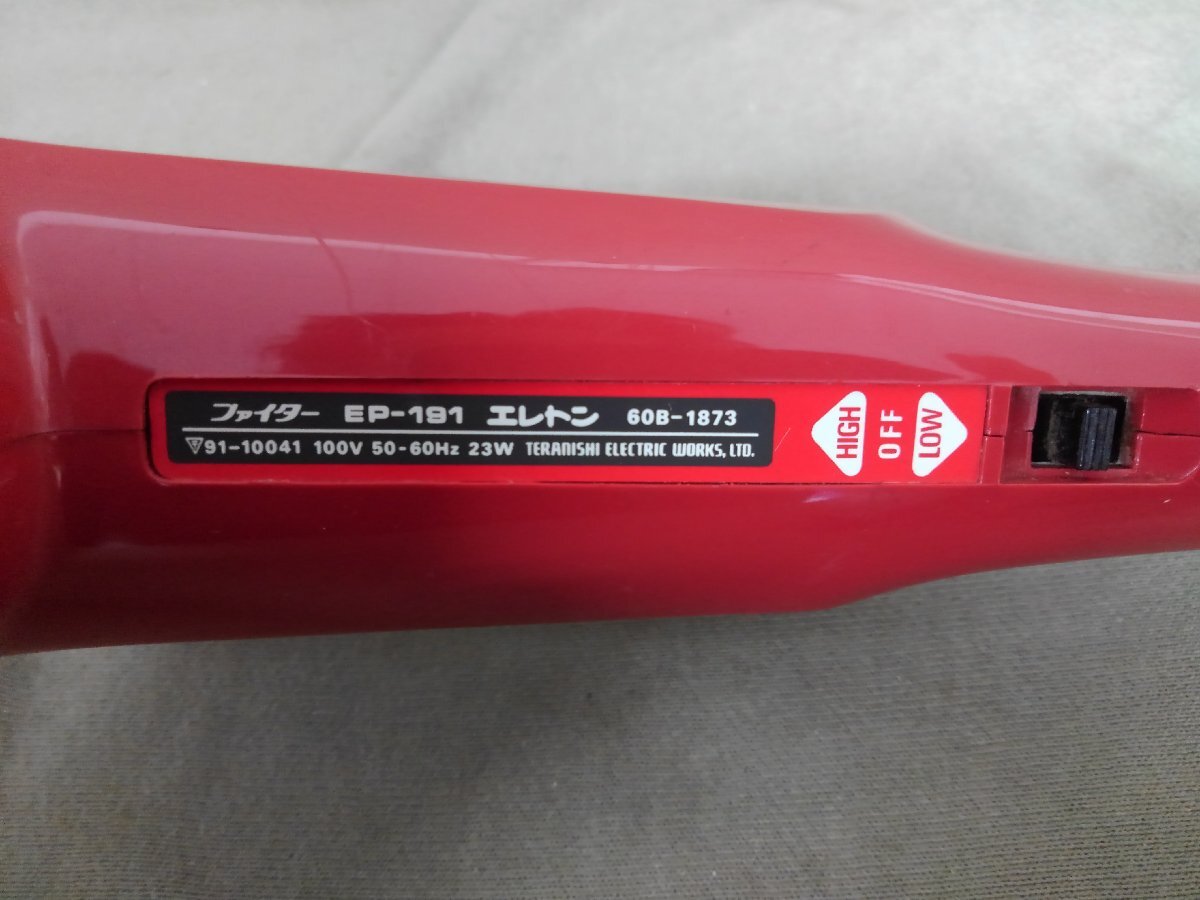 ファイター EP-191 エレトン 60B-1873
91-10041 100V 50-60Hz 23W TERANISHI ELECTRIC WORKS, LTD.
HIGH
OFF
LOW